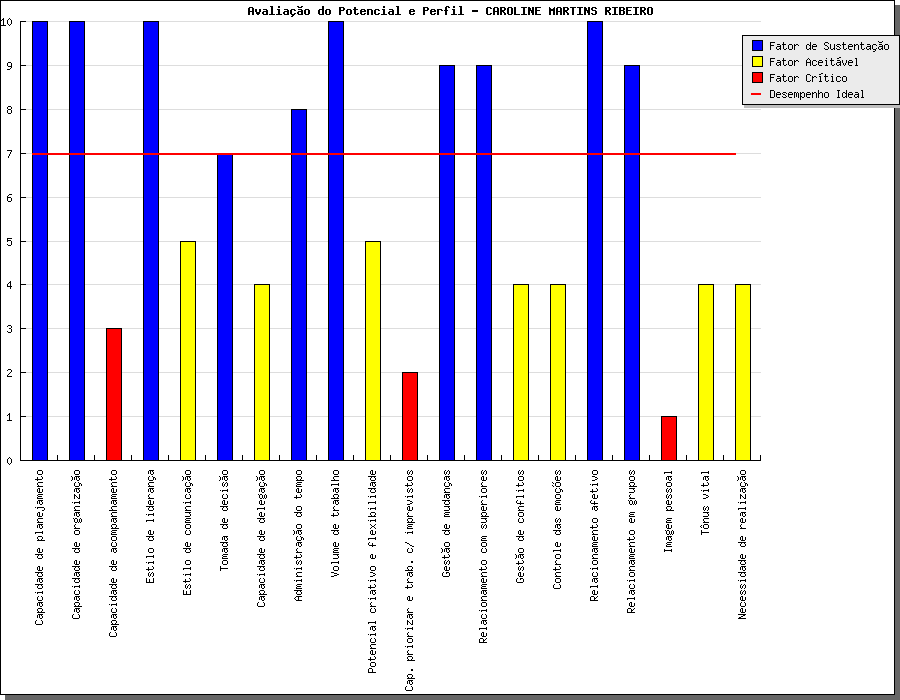 Avaliação do Potencial e Perfil - CAROLINE MARTINS RIBEIRO
Fator de Sustentação
Fator Aceitável
Fator Crítico
Desempenho Ideal
10
9
8
7
6
5
4
3
2
1
0
Capacidade de planejamento
Capacidade de organização
Capacidade de acompanhamento
Estilo de liderança
Estilo de comunicação
Tomada de decisão
Capacidade de delegação
Administração do tempo
Volume de trabalho
Potencial criativo e flexibilidade
Cap. priorizar e trab. c/ imprevistos
Gestão de mudanças
Relacionamento com superiores
Gestão de conflitos
Controle das emoções
Relacionamento afetivo
Relacionamento em grupos
Imagem pessoal
Tônus vital
Necessidade de realização